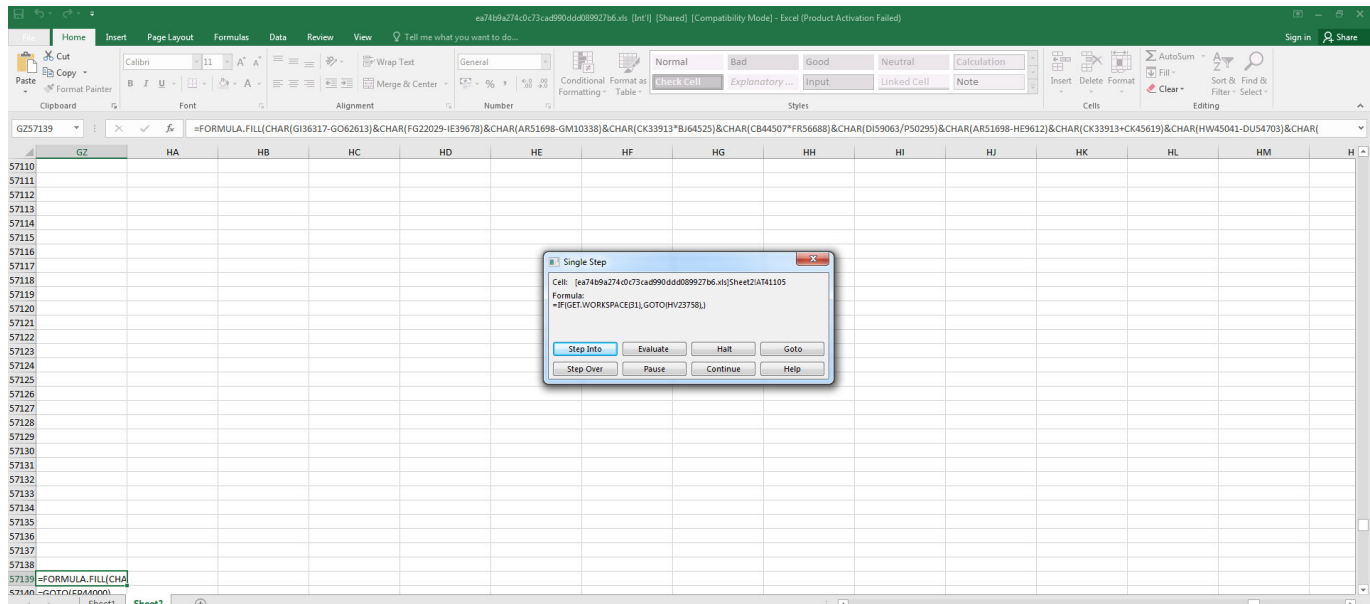 ea74b9a274c0c73cad990ddd089927b6.xls [Int'l] [Shared] [Compatibility Mode] - Excel (Product Activation Failed)
File Home Insert Page Layout Formulas Data Review View Tell me what you want to do... Sign in Share
Paste
Cut
Copy
Format Painter
Clipboard
Calibri 11
B I U
Font
Wrap Text
Merge & Center
Alignment
General
Number
Conditional Formatting
Format as Table
Normal Bad Good Neutral Calculation
Check Cell Explanatory ... Input Linked Cell Note
Styles
Insert Delete Format
Cells
AutoSum
Fill
Clear
Sort & Filter
Find & Select
Editing
GZ57139 fx =FORMULA.FILL(CHAR(GI36317-GO62613)&CHAR(FG22029-IE39678)&CHAR(AR51698-GM10338)&CHAR(CK33913*BJ64525)&CHAR(CB44507*FR56688)&CHAR(DI59063/P50295)&CHAR(AR51698-HE9612)&CHAR(CK33913+CK45619)&CHAR(HW45041-DU54703)&CHAR(
GZ HA HB HC HD HE HF HG HH HI HJ HK HL HM H
57110
57111
57112
57113
57114
57115
57116
57117
57118
57119
57120
57121
57122
57123
57124
57125
57126
57127
57128
57129
57130
57131
57132
57133
57134
57135
57136
57137
57138
57139 =FORMULA.FILL(CHA
57140 =GOTO(FP44000)
Sheet1 Sheet2
Single Step
Cell: [ea74b9a274c0c73cad990ddd089927b6.xls]Sheet2!AT41105
Formula:
=IF(GET.WORKSPACE(31),GOTO(HV23758),)
Step Into Evaluate Halt Goto
Step Over Pause Continue Help